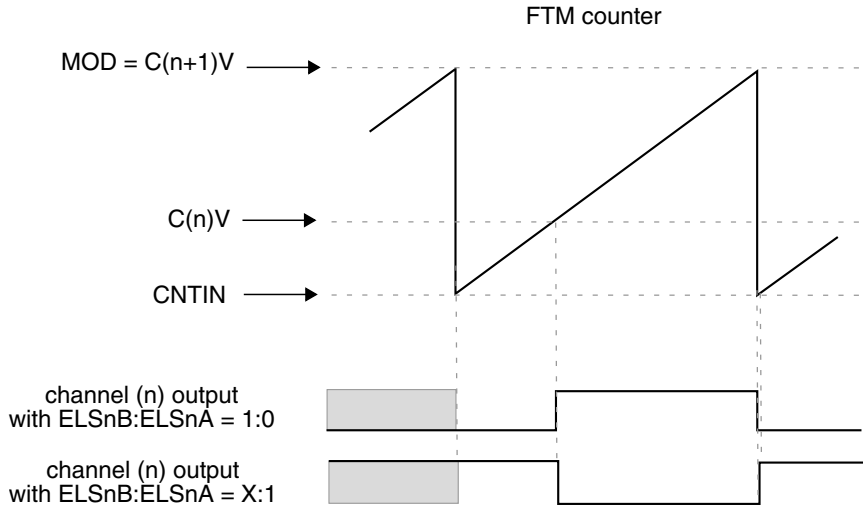 FTM counter
MOD = C(n+1)V
C(n)V
CNTIN
channel (n) output
with ELSnB:ELSnA = 1:0
channel (n) output
with ELSnB:ELSnA = X:1